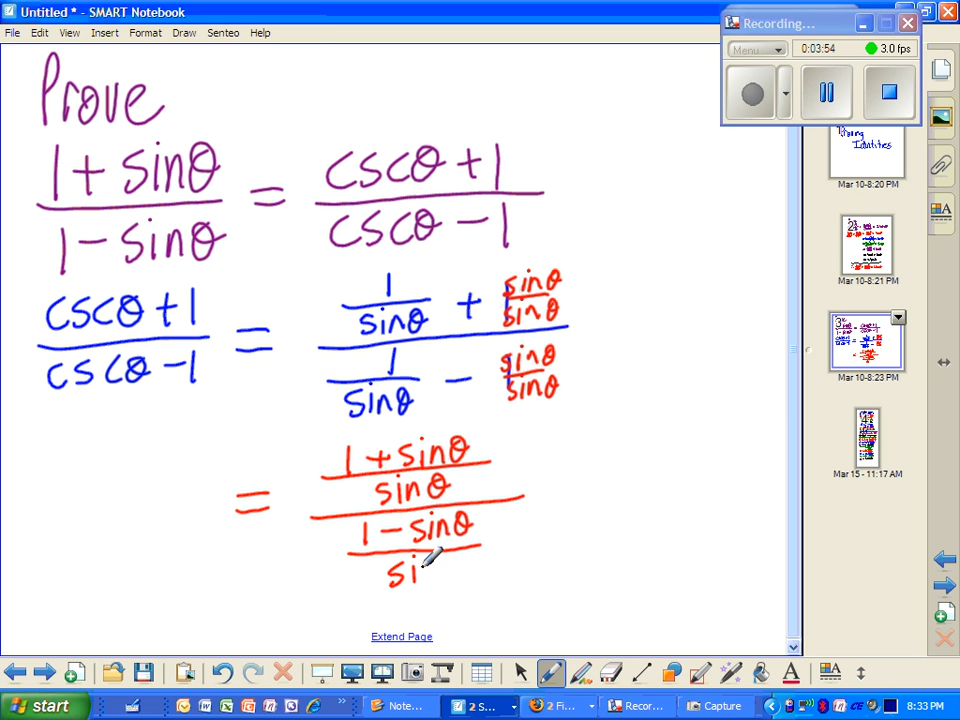 Untitled * - SMART Notebook
File Edit View Insert Format Draw Senteo Help
Recording...
Menu 0:03:54 3.0 fps
Prove
1 + sinθ / 1 - sinθ = cscθ + 1 / cscθ - 1
cscθ + 1 / cscθ - 1 = 1/sinθ + 1 sinθ/sinθ / 1/sinθ - 1 sinθ/sinθ
= 1 + sinθ / sinθ / 1 - sinθ / si
Extend Page
Identities
Mar 10-8:20 PM
Mar 10-8:21 PM
Mar 10-8:23 PM
Mar 15 - 11:17 AM
start
Note...
2 S...
2 Fi...
Recor...
Capture
8:33 PM